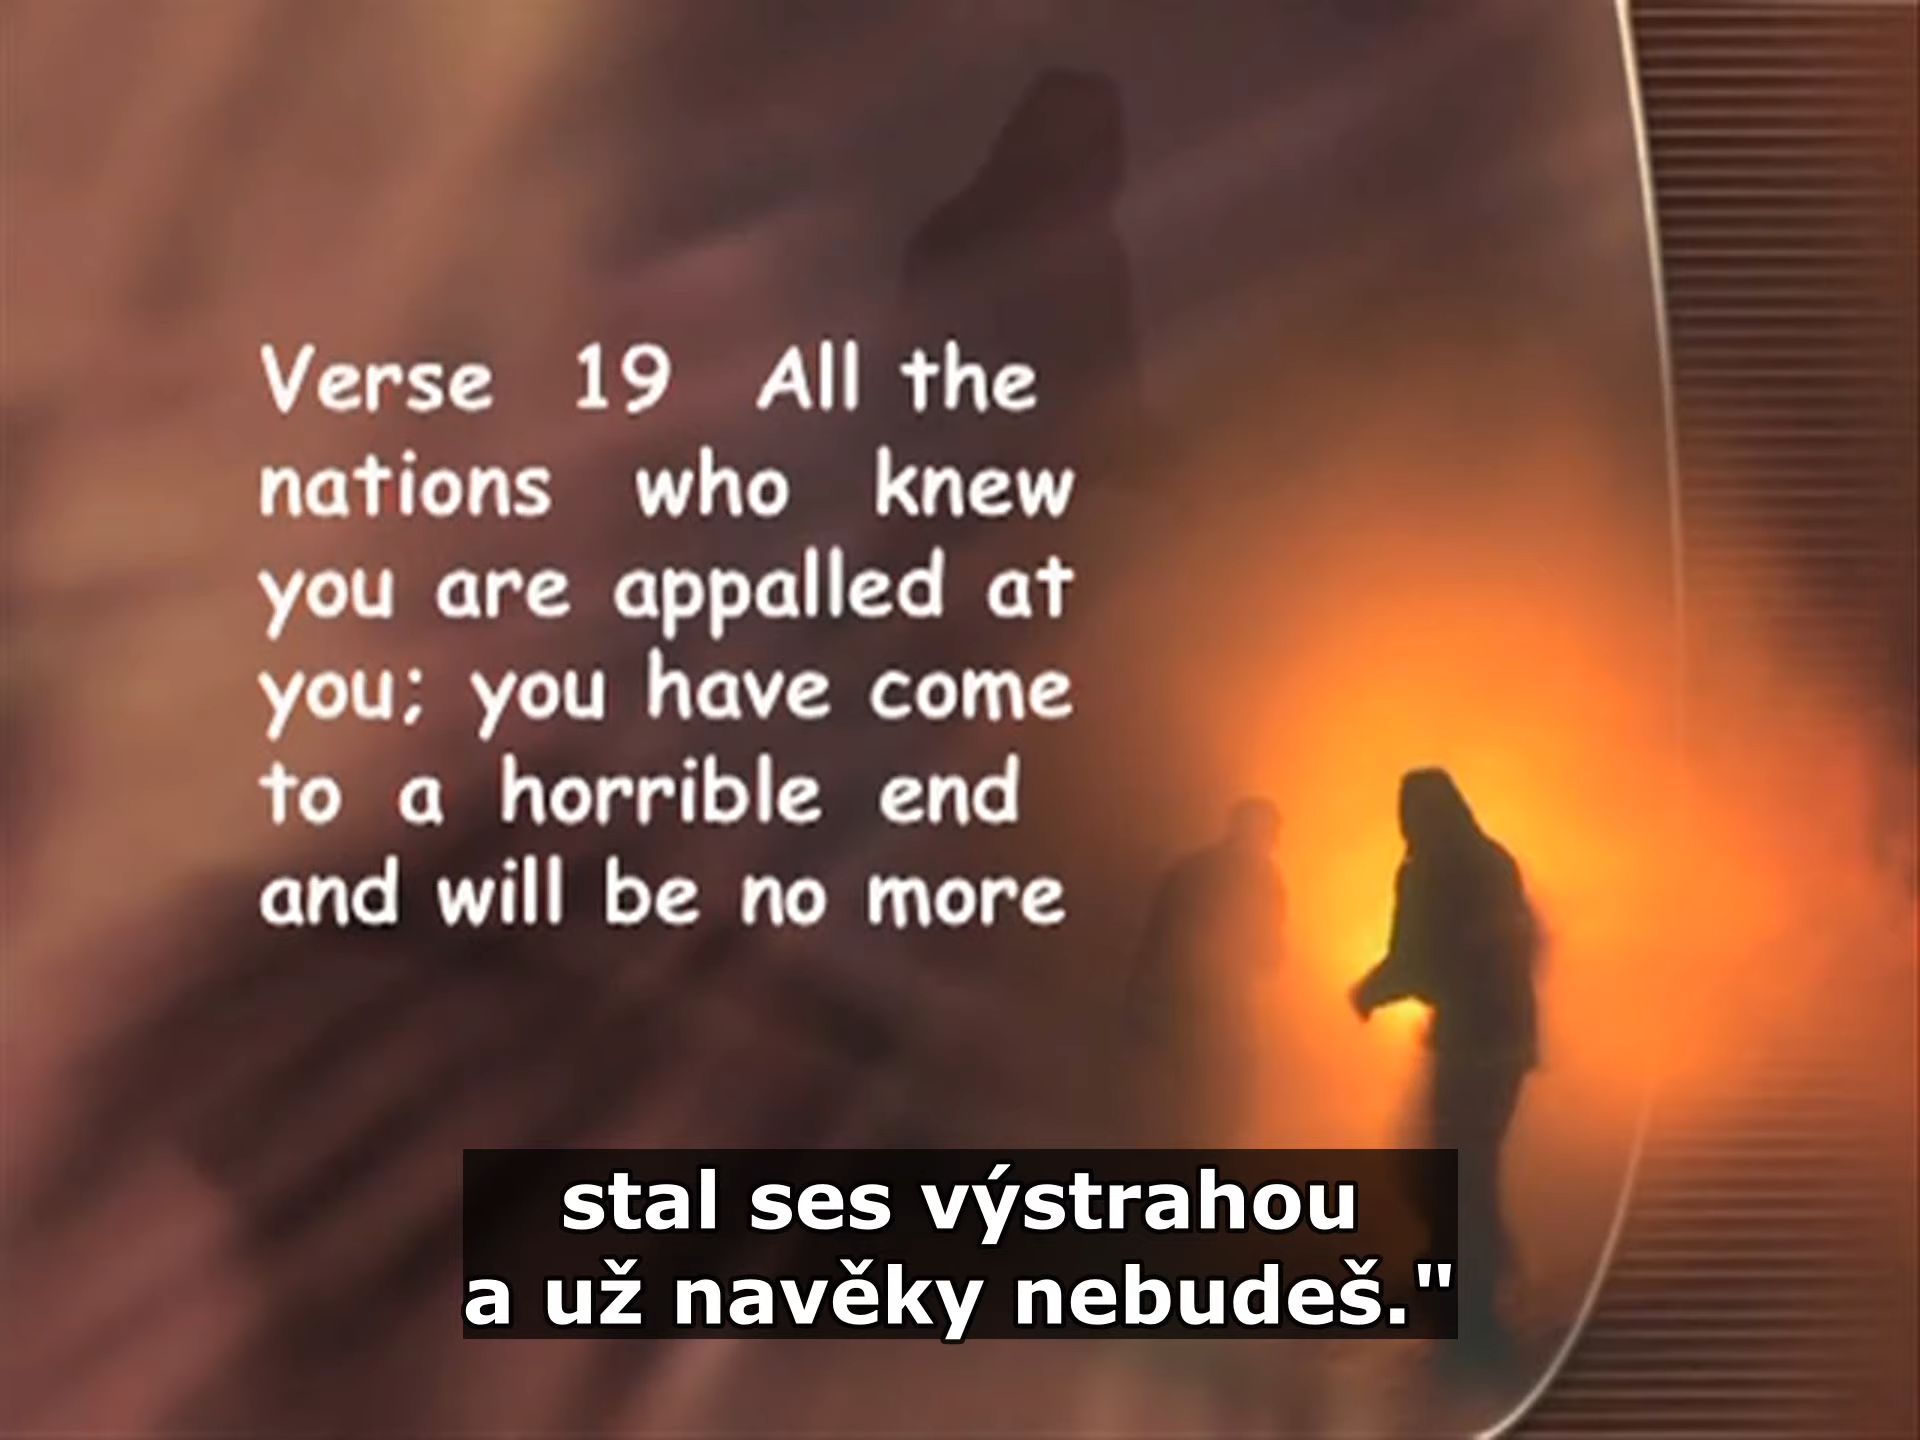 Verse 19 All the
nations who knew
you are appalled at
you; you have come
to a horrible end
and will be no more
stal ses výstrahou
a už navěky nebudeš."